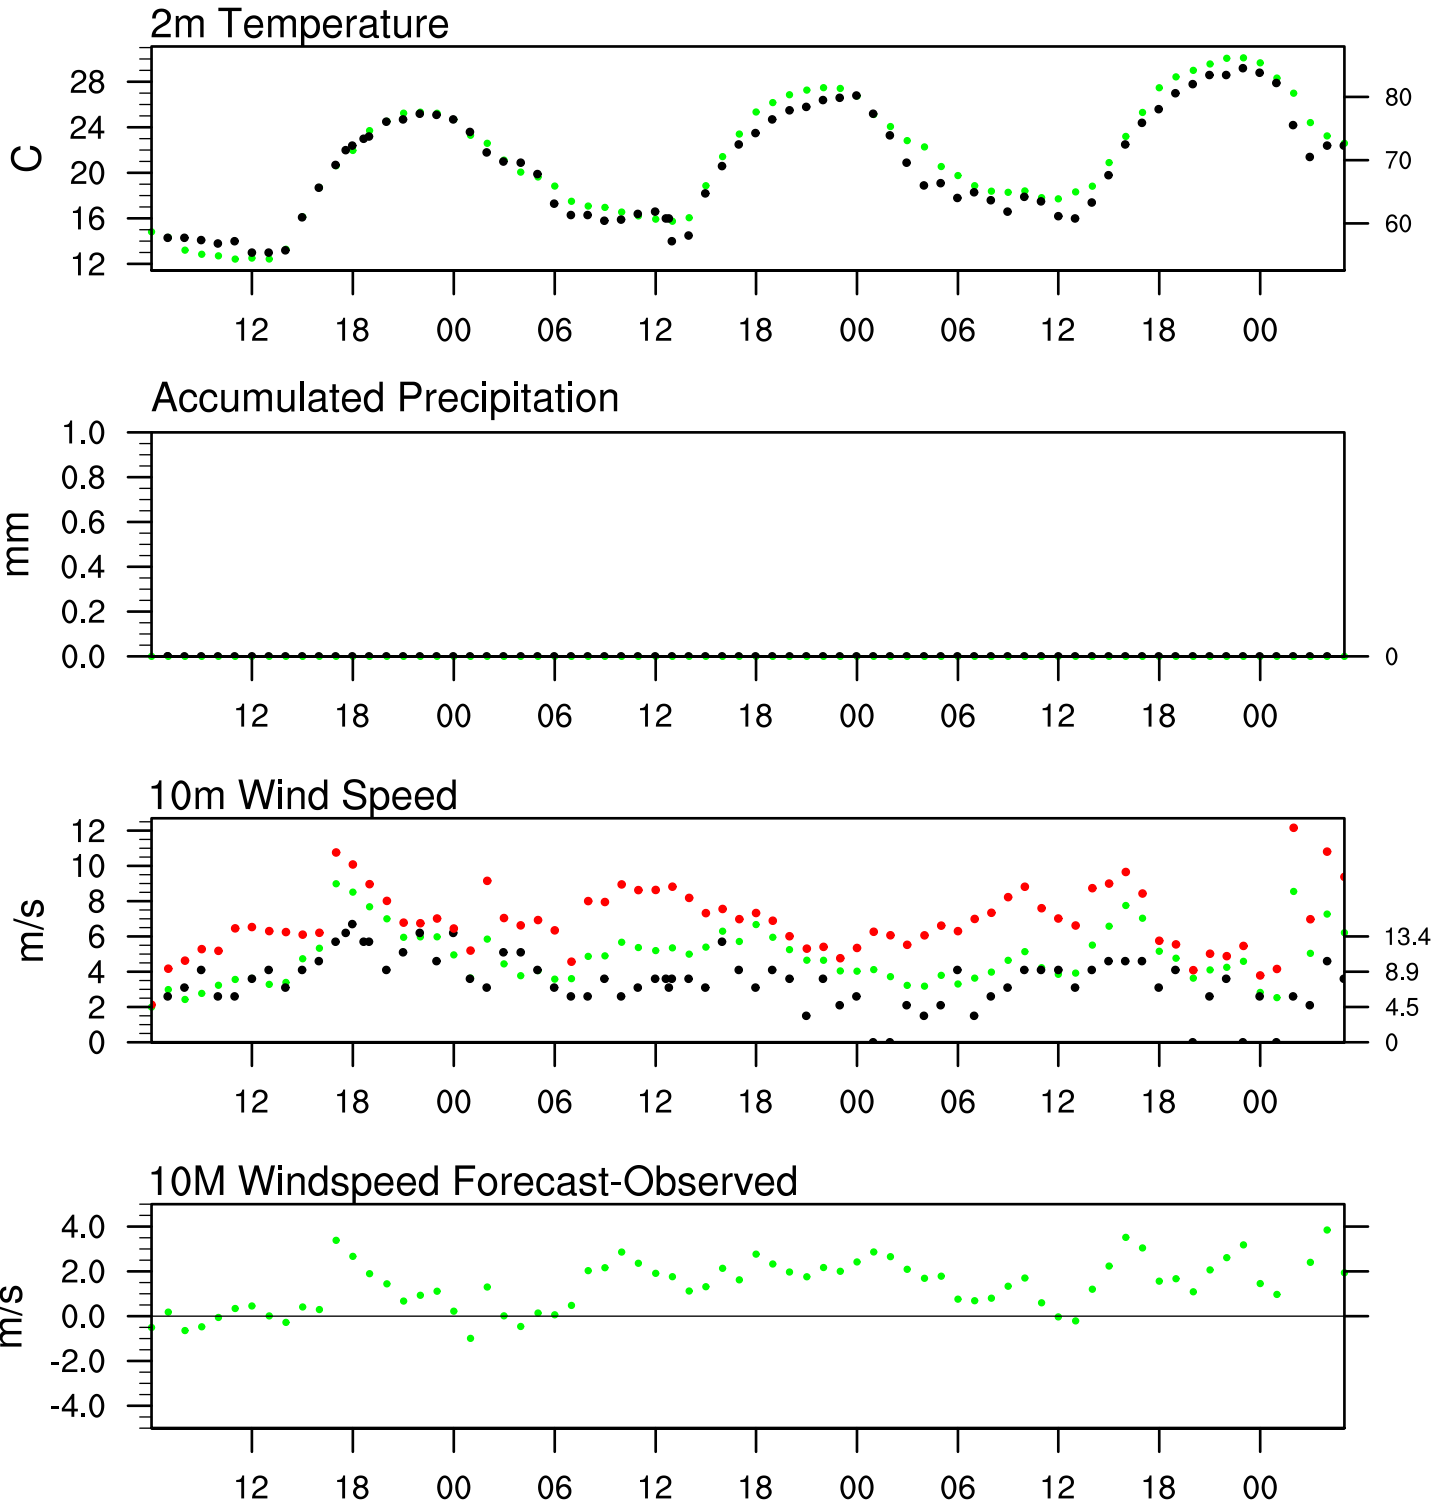 2m Temperature
28
24
20
16
12
C
80
70
60
12 18 00 06 12 18 00 06 12 18 00
Accumulated Precipitation
1.0
0.8
0.6
0.4
0.2
0.0
mm
0
12 18 00 06 12 18 00 06 12 18 00
10m Wind Speed
12
10
8
6
4
2
0
m/s
13.4
8.9
4.5
0
12 18 00 06 12 18 00 06 12 18 00
10M Windspeed Forecast-Observed
4.0
2.0
0.0
-2.0
-4.0
m/s
12 18 00 06 12 18 00 06 12 18 00